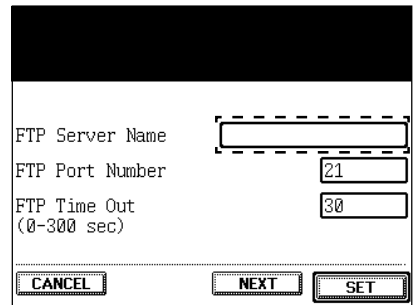 FTP Server Name
FTP Port Number 21
FTP Time Out 30
(0-300 sec)
CANCEL NEXT SET